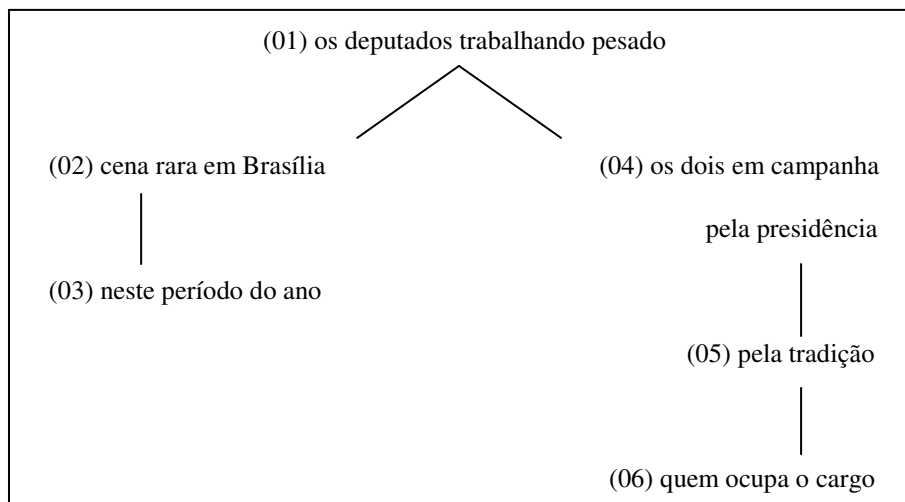 (01) os deputados trabalhando pesado
(02) cena rara em Brasília
(04) os dois em campanha
pela presidência
(03) neste período do ano
(05) pela tradição
(06) quem ocupa o cargo